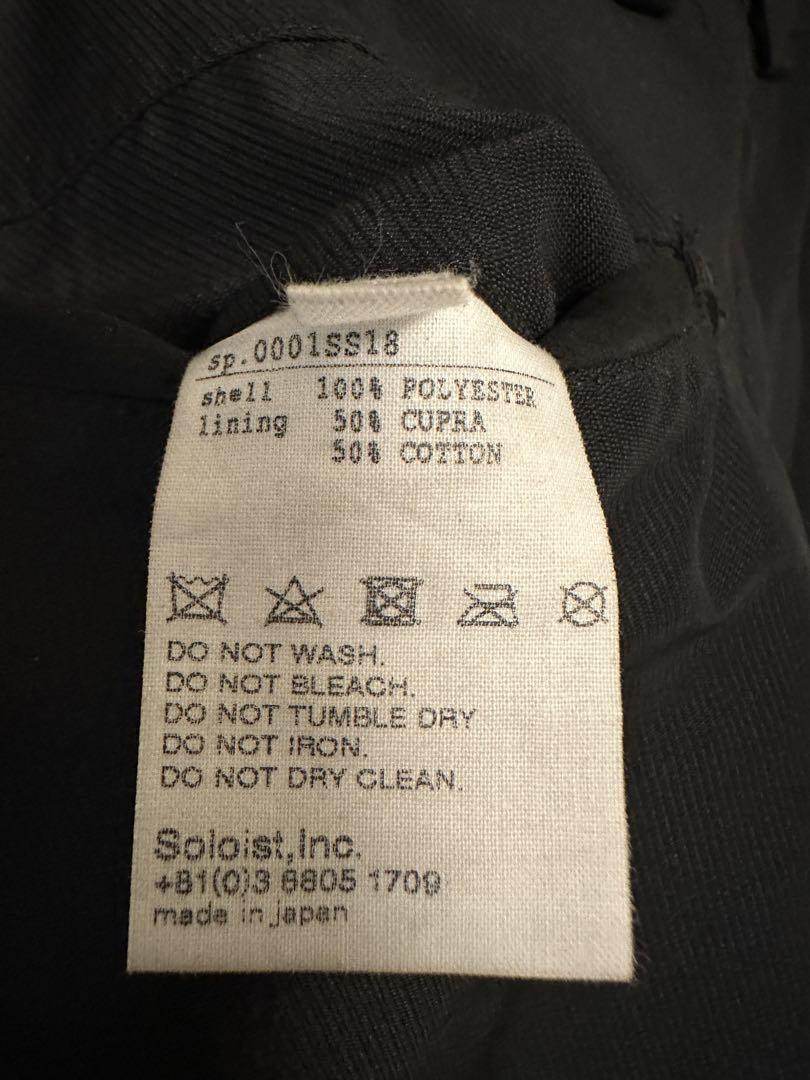 sp.0001SS18
shell 100% POLYESTER
lining 50% CUPRA
50% COTTON
DO NOT WASH.
DO NOT BLEACH.
DO NOT TUMBLE DRY
DO NOT IRON.
DO NOT DRY CLEAN.
Soloist,Inc.
+81(0)3 6805 1709
made in japan